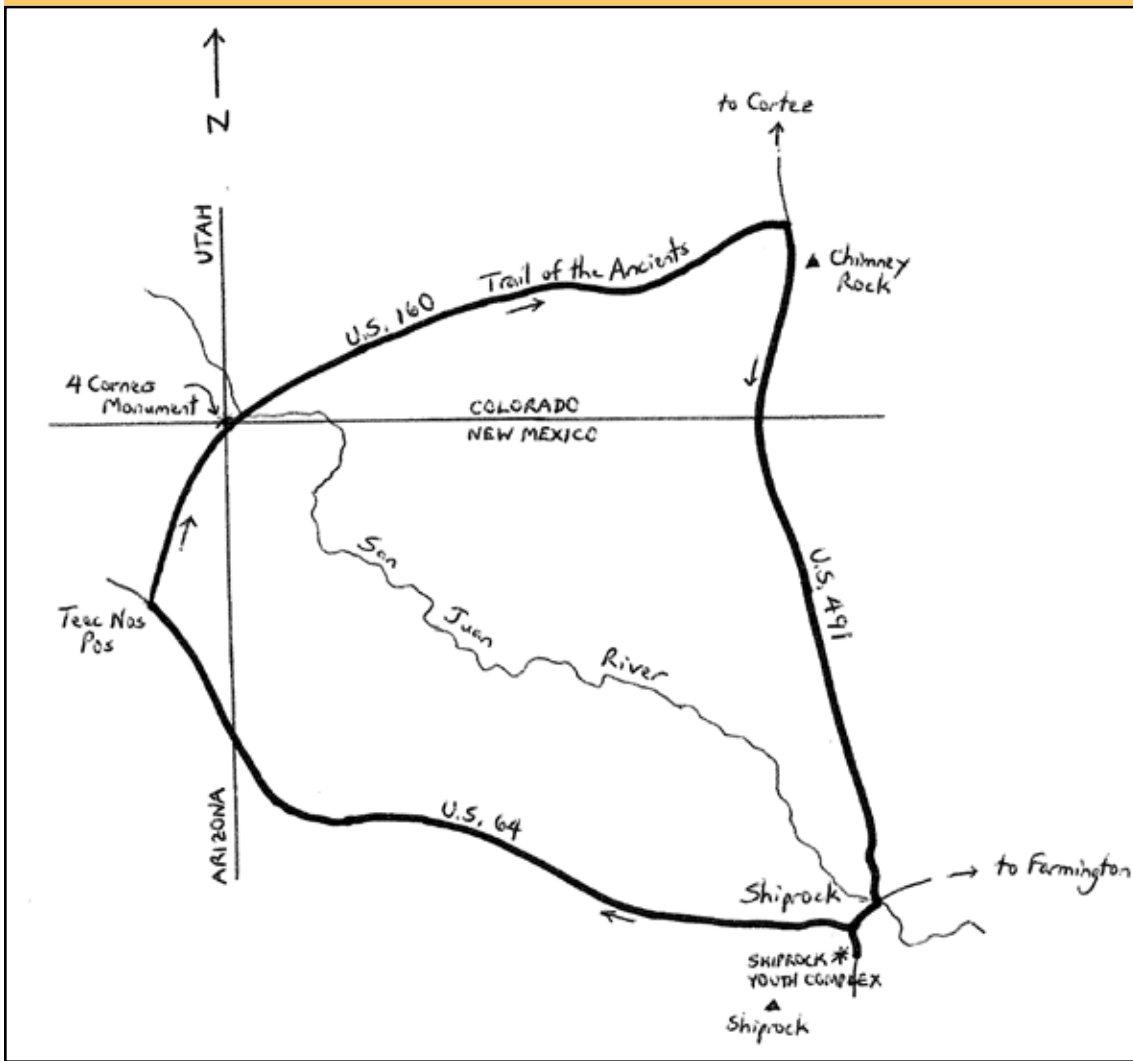 N
to Cortez
UTAH
Trail of the Ancients
Chimney
Rock
U.S. 160
4 Corners
Monument
COLORADO
NEW MEXICO
San
Juan
River
U.S. 491
Teec Nos
Pos
ARIZONA
U.S. 64
to Farmington
Shiprock
SHIPROCK *
YOUTH COMPLEX
Shiprock